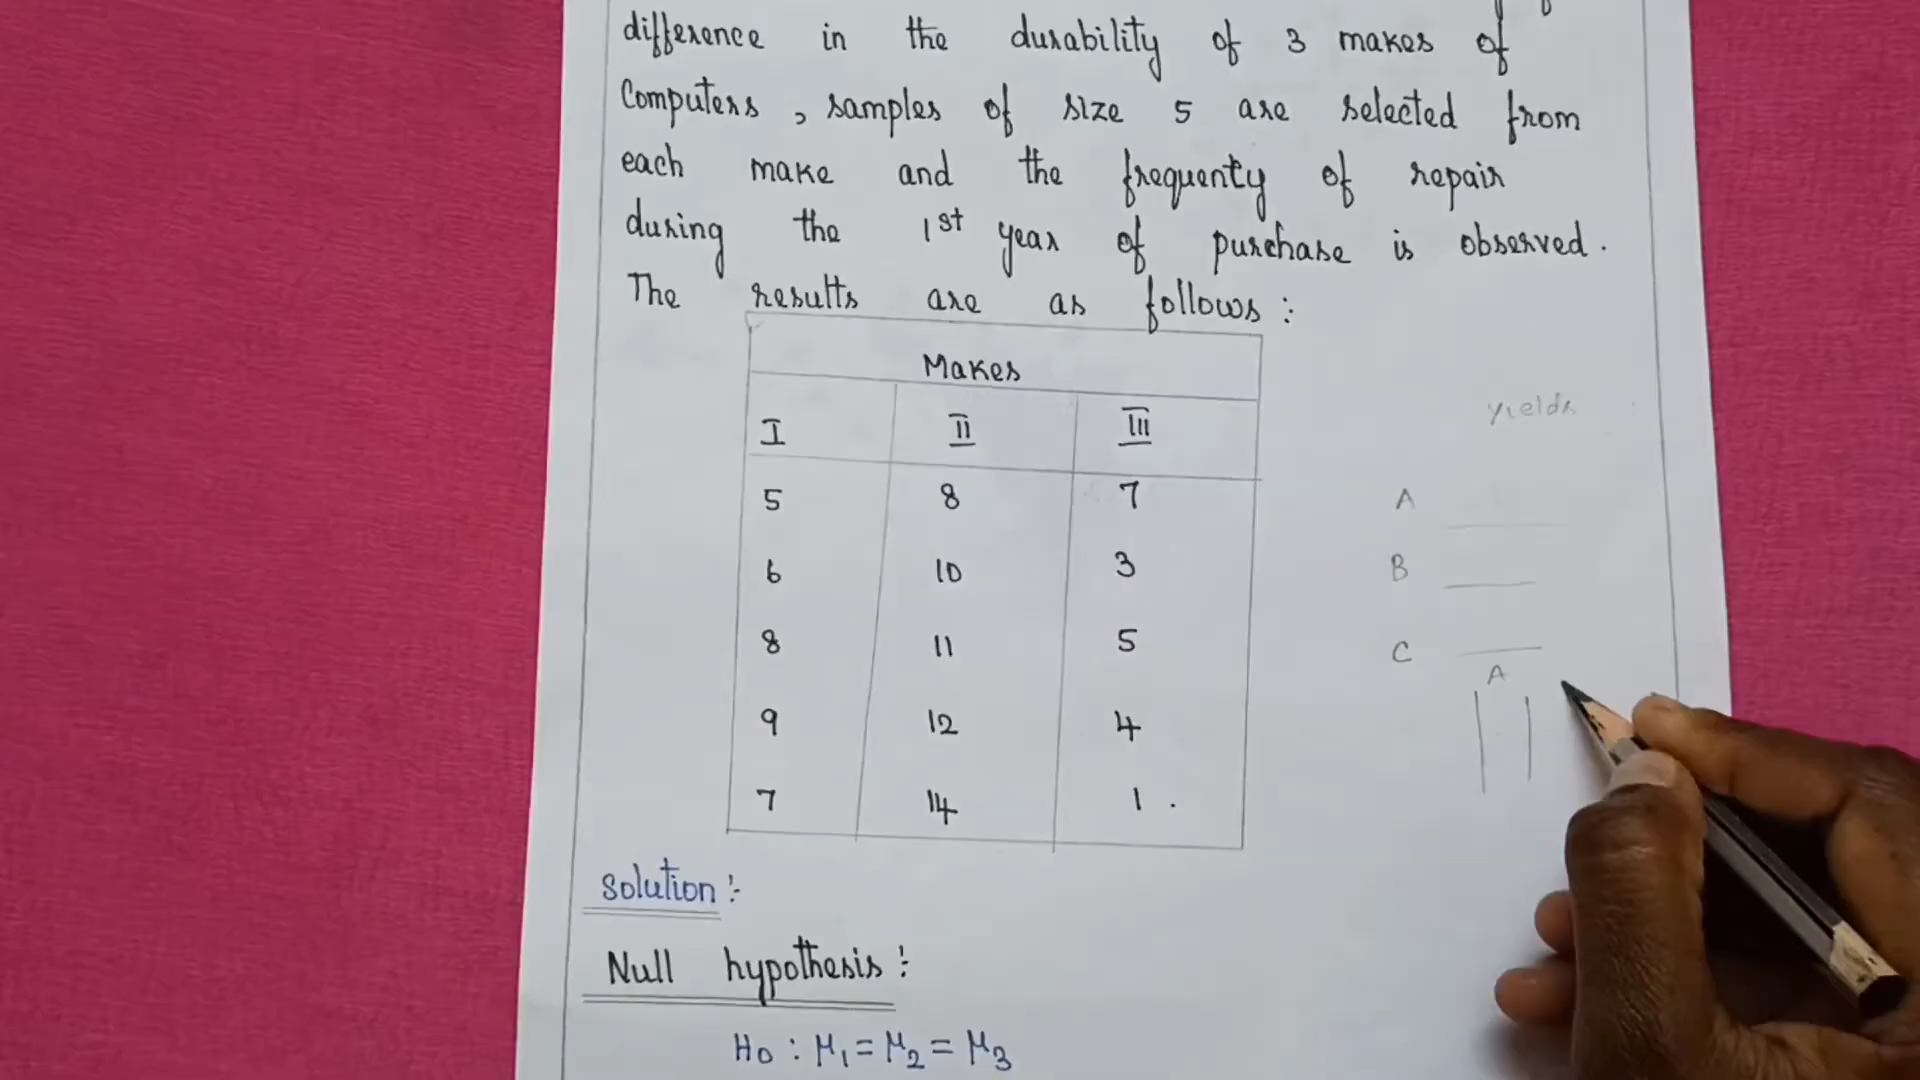 difference in the durability of 3 makes of
Computers, samples of size 5 are selected from
each make and the frequenty of repair
during the 1st year of purchase is observed.
The results are as follows:
Makes
I II III
5 8 7
6 10 3
8 11 5
9 12 4
7 14 1.
yields
A
B
C
A
Solution:-
Null hypothesis:-
H0 : μ1 = μ2 = μ3